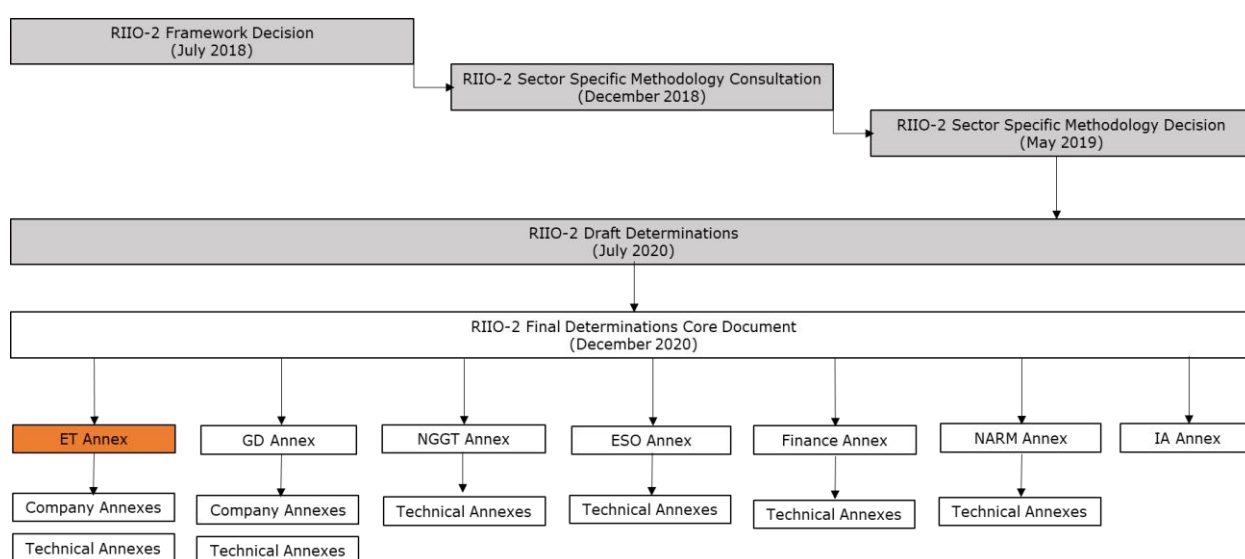 RIIO-2 Framework Decision
(July 2018)
RIIO-2 Sector Specific Methodology Consultation
(December 2018)
RIIO-2 Sector Specific Methodology Decision
(May 2019)
RIIO-2 Draft Determinations
(July 2020)
RIIO-2 Final Determinations Core Document
(December 2020)
ET Annex
GD Annex
NGGT Annex
ESO Annex
Finance Annex
NARM Annex
IA Annex
Company Annexes
Company Annexes
Technical Annexes
Technical Annexes
Technical Annexes
Technical Annexes
Technical Annexes
Technical Annexes